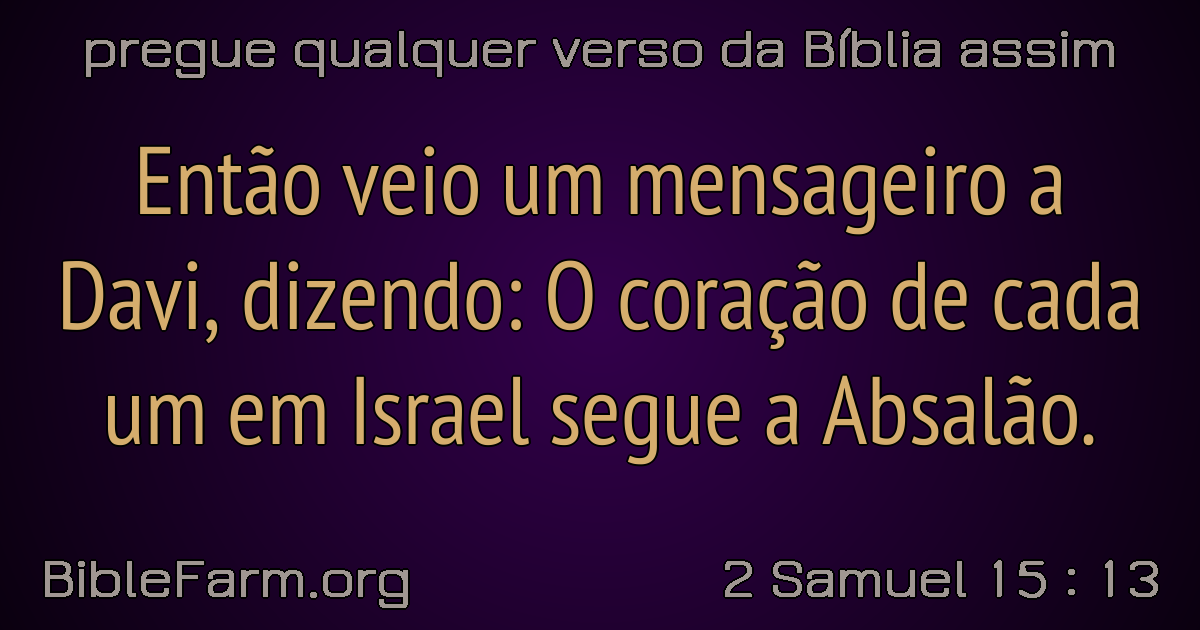 pregue qualquer verso da Bíblia assim
Então veio um mensageiro a
Davi, dizendo: O coração de cada
um em Israel segue a Absalão.
BibleFarm.org
2 Samuel 15 : 13